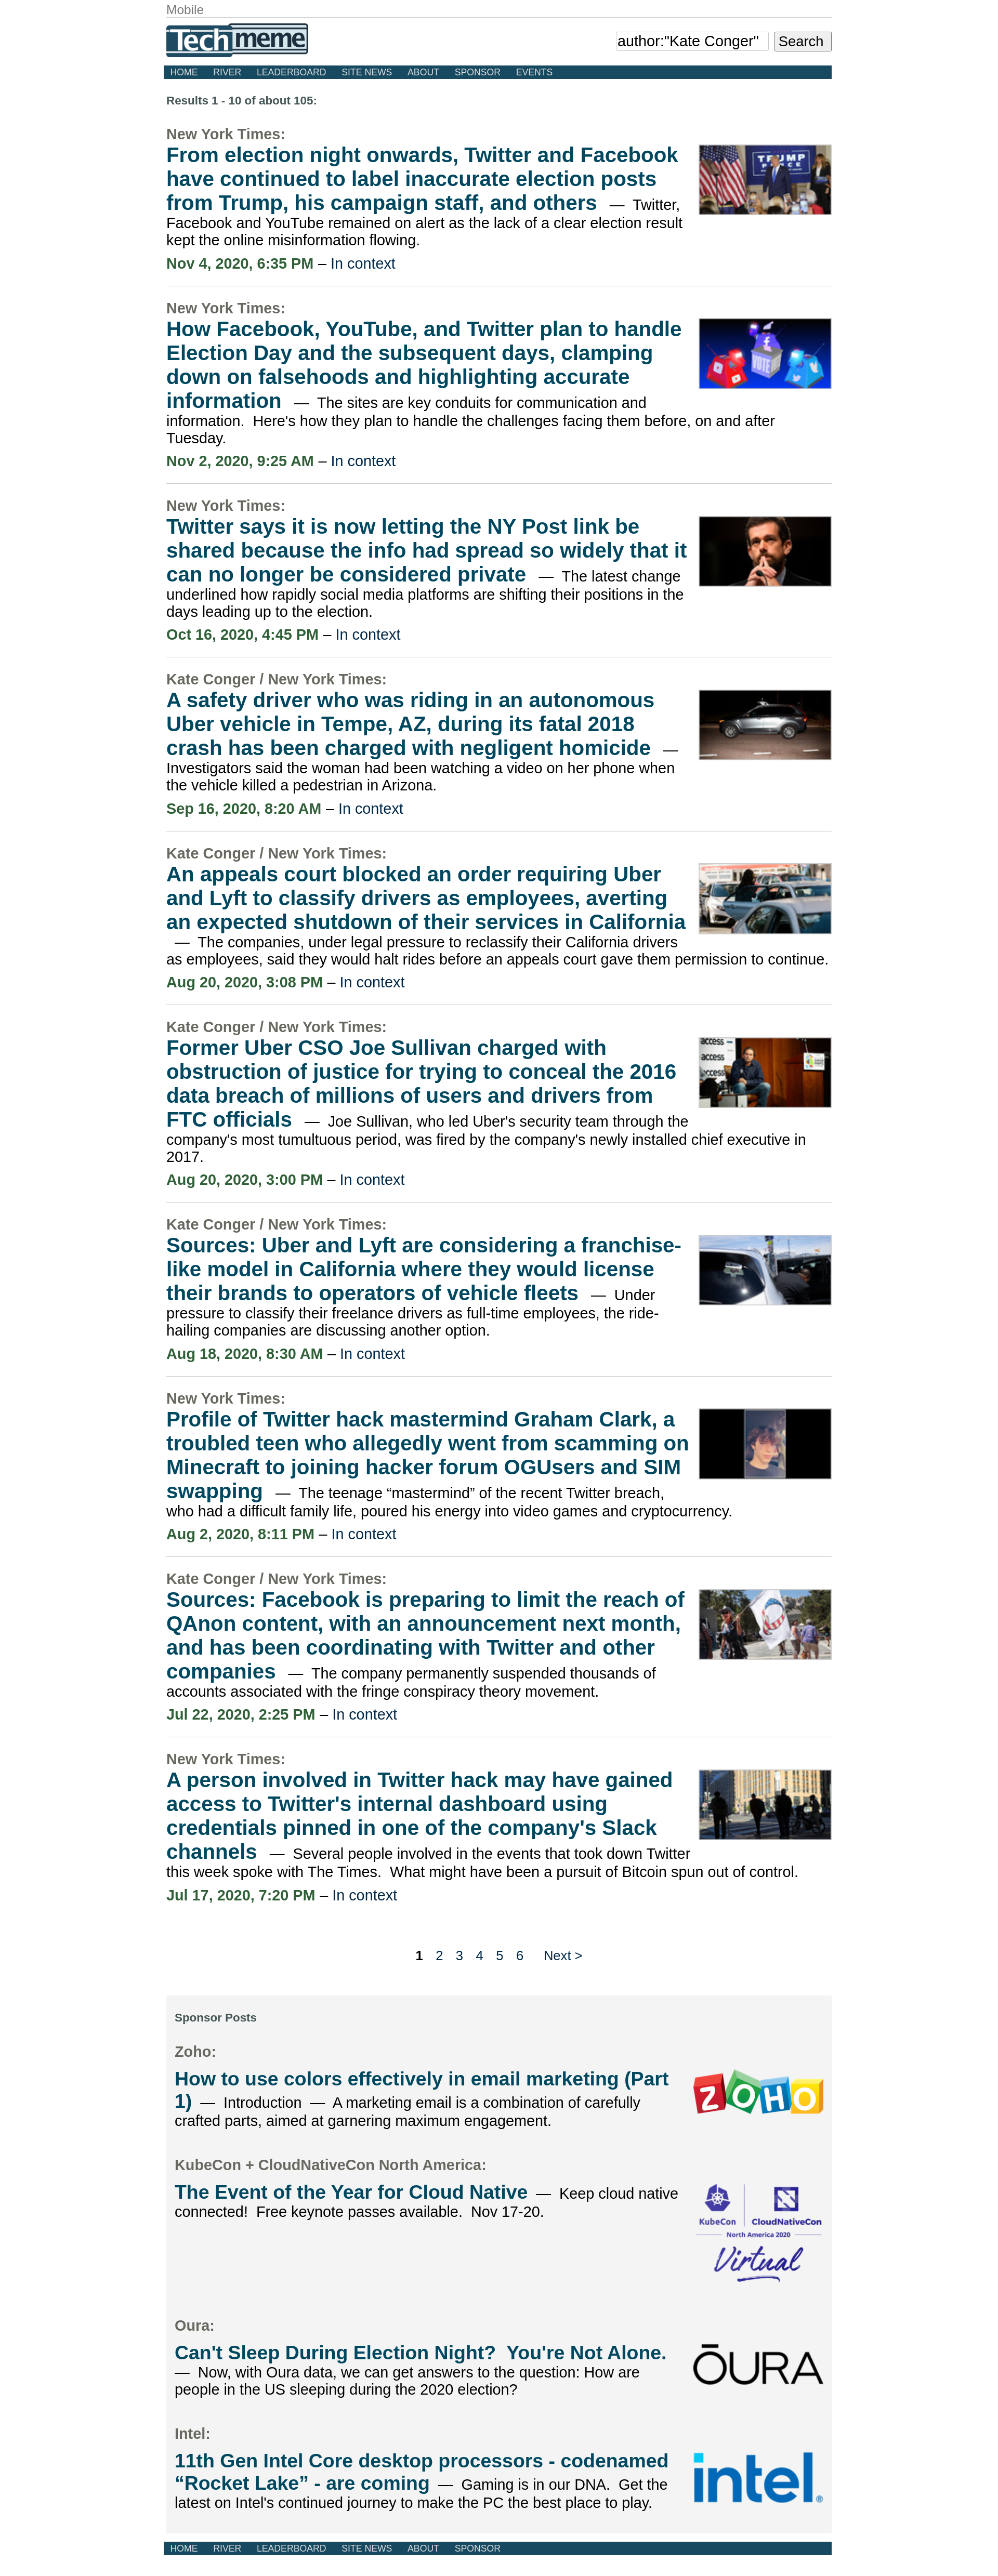 Mobile
Techmeme
author:"Kate Conger"
Search
HOME RIVER LEADERBOARD SITE NEWS ABOUT SPONSOR EVENTS
Results 1 - 10 of about 105:
New York Times:
From election night onwards, Twitter and Facebook
have continued to label inaccurate election posts
from Trump, his campaign staff, and others — Twitter,
Facebook and YouTube remained on alert as the lack of a clear election result
kept the online misinformation flowing.
Nov 4, 2020, 6:35 PM – In context
TRUMP
New York Times:
How Facebook, YouTube, and Twitter plan to handle
Election Day and the subsequent days, clamping
down on falsehoods and highlighting accurate
information — The sites are key conduits for communication and
information. Here's how they plan to handle the challenges facing them before, on and after
Tuesday.
Nov 2, 2020, 9:25 AM – In context
VOTE
New York Times:
Twitter says it is now letting the NY Post link be
shared because the info had spread so widely that it
can no longer be considered private — The latest change
underlined how rapidly social media platforms are shifting their positions in the
days leading up to the election.
Oct 16, 2020, 4:45 PM – In context
Kate Conger / New York Times:
A safety driver who was riding in an autonomous
Uber vehicle in Tempe, AZ, during its fatal 2018
crash has been charged with negligent homicide —
Investigators said the woman had been watching a video on her phone when
the vehicle killed a pedestrian in Arizona.
Sep 16, 2020, 8:20 AM – In context
Kate Conger / New York Times:
An appeals court blocked an order requiring Uber
and Lyft to classify drivers as employees, averting
an expected shutdown of their services in California
— The companies, under legal pressure to reclassify their California drivers
as employees, said they would halt rides before an appeals court gave them permission to continue.
Aug 20, 2020, 3:08 PM – In context
Kate Conger / New York Times:
Former Uber CSO Joe Sullivan charged with
obstruction of justice for trying to conceal the 2016
data breach of millions of users and drivers from
FTC officials — Joe Sullivan, who led Uber's security team through the
company's most tumultuous period, was fired by the company's newly installed chief executive in
2017.
Aug 20, 2020, 3:00 PM – In context
access
access
Kate Conger / New York Times:
Sources: Uber and Lyft are considering a franchise-
like model in California where they would license
their brands to operators of vehicle fleets — Under
pressure to classify their freelance drivers as full-time employees, the ride-
hailing companies are discussing another option.
Aug 18, 2020, 8:30 AM – In context
New York Times:
Profile of Twitter hack mastermind Graham Clark, a
troubled teen who allegedly went from scamming on
Minecraft to joining hacker forum OGUsers and SIM
swapping — The teenage “mastermind” of the recent Twitter breach,
who had a difficult family life, poured his energy into video games and cryptocurrency.
Aug 2, 2020, 8:11 PM – In context
Kate Conger / New York Times:
Sources: Facebook is preparing to limit the reach of
QAnon content, with an announcement next month,
and has been coordinating with Twitter and other
companies — The company permanently suspended thousands of
accounts associated with the fringe conspiracy theory movement.
Jul 22, 2020, 2:25 PM – In context
New York Times:
A person involved in Twitter hack may have gained
access to Twitter's internal dashboard using
credentials pinned in one of the company's Slack
channels — Several people involved in the events that took down Twitter
this week spoke with The Times. What might have been a pursuit of Bitcoin spun out of control.
Jul 17, 2020, 7:20 PM – In context
1 2 3 4 5 6 Next >
Sponsor Posts
Zoho:
How to use colors effectively in email marketing (Part
1) — Introduction — A marketing email is a combination of carefully
crafted parts, aimed at garnering maximum engagement.
ZOHO
KubeCon + CloudNativeCon North America:
The Event of the Year for Cloud Native — Keep cloud native
connected! Free keynote passes available. Nov 17-20.
KubeCon CloudNativeCon
North America 2020
Virtual
Oura:
Can't Sleep During Election Night? You're Not Alone.
— Now, with Oura data, we can get answers to the question: How are
people in the US sleeping during the 2020 election?
ŌURA
Intel:
11th Gen Intel Core desktop processors - codenamed
“Rocket Lake” - are coming — Gaming is in our DNA. Get the
latest on Intel's continued journey to make the PC the best place to play.
intel®
HOME RIVER LEADERBOARD SITE NEWS ABOUT SPONSOR